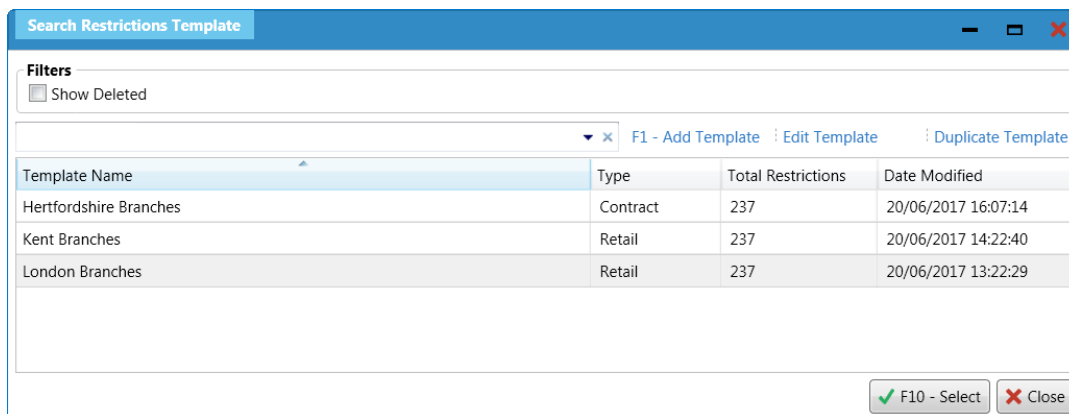 Search Restrictions Template
Filters
Show Deleted
F1 - Add Template Edit Template Duplicate Template
Template Name Type Total Restrictions Date Modified
Hertfordshire Branches Contract 237 20/06/2017 16:07:14
Kent Branches Retail 237 20/06/2017 14:22:40
London Branches Retail 237 20/06/2017 13:22:29
F10 - Select Close